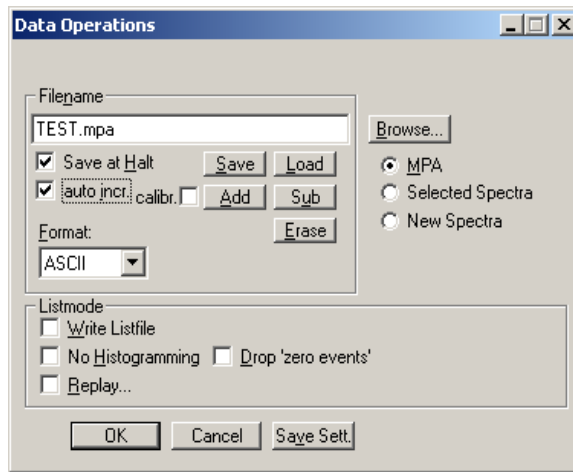 Data Operations
Filename
TEST.mpa
Browse...
Save at Halt
Save
Load
MPA
auto incr.
calibr.
Add
Sub
Selected Spectra
New Spectra
Format:
Erase
ASCII
Listmode
Write Listfile
No Histogramming
Drop 'zero events'
Replay...
OK
Cancel
Save Sett.